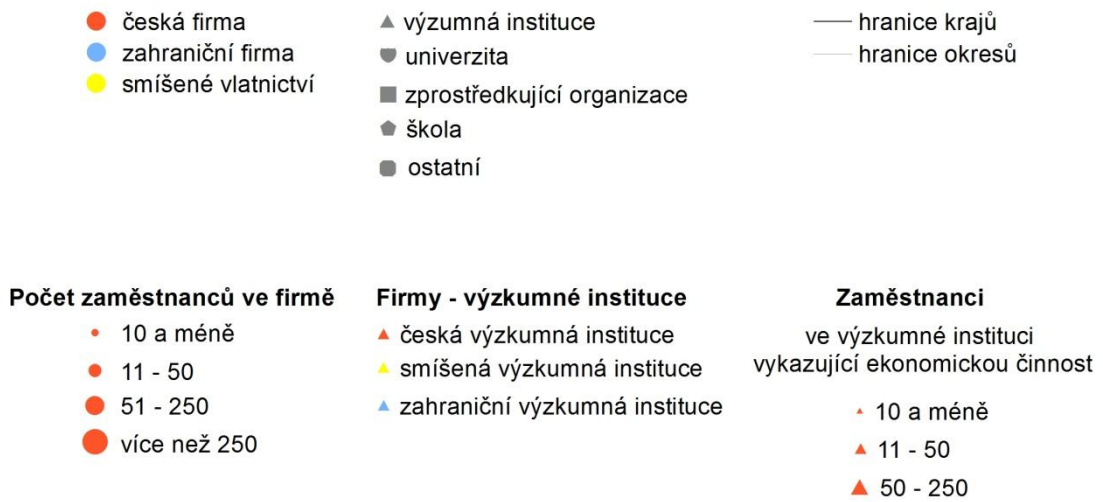 česká firma
zahraniční firma
smíšené vlatnictví
výzumná instituce
univerzita
zprostředkující organizace
škola
ostatní
hranice krajů
hranice okresů
Počet zaměstnanců ve firmě
10 a méně
11 - 50
51 - 250
více než 250
Firmy - výzkumné instituce
česká výzkumná instituce
smíšená výzkumná instituce
zahraniční výzkumná instituce
Zaměstnanci
ve výzkumné instituci
vykazující ekonomickou činnost
10 a méně
11 - 50
50 - 250